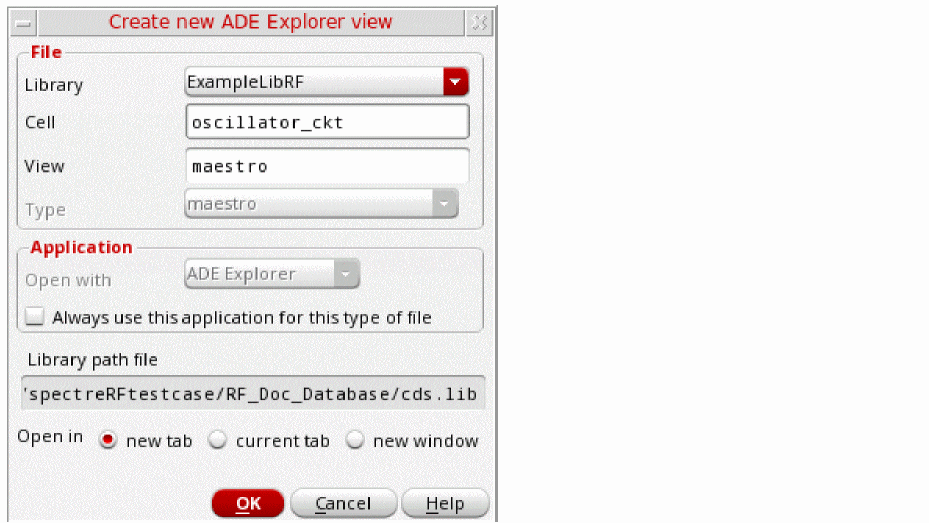 Create new ADE Explorer view
File
Library ExampleLibRF
Cell oscillator_ckt
View maestro
Type maestro
Application
Open with ADE Explorer
Always use this application for this type of file
Library path file
'spectreRFtestcase/RF_Doc_Database/cds.lib
Open in new tab current tab new window
OK Cancel Help